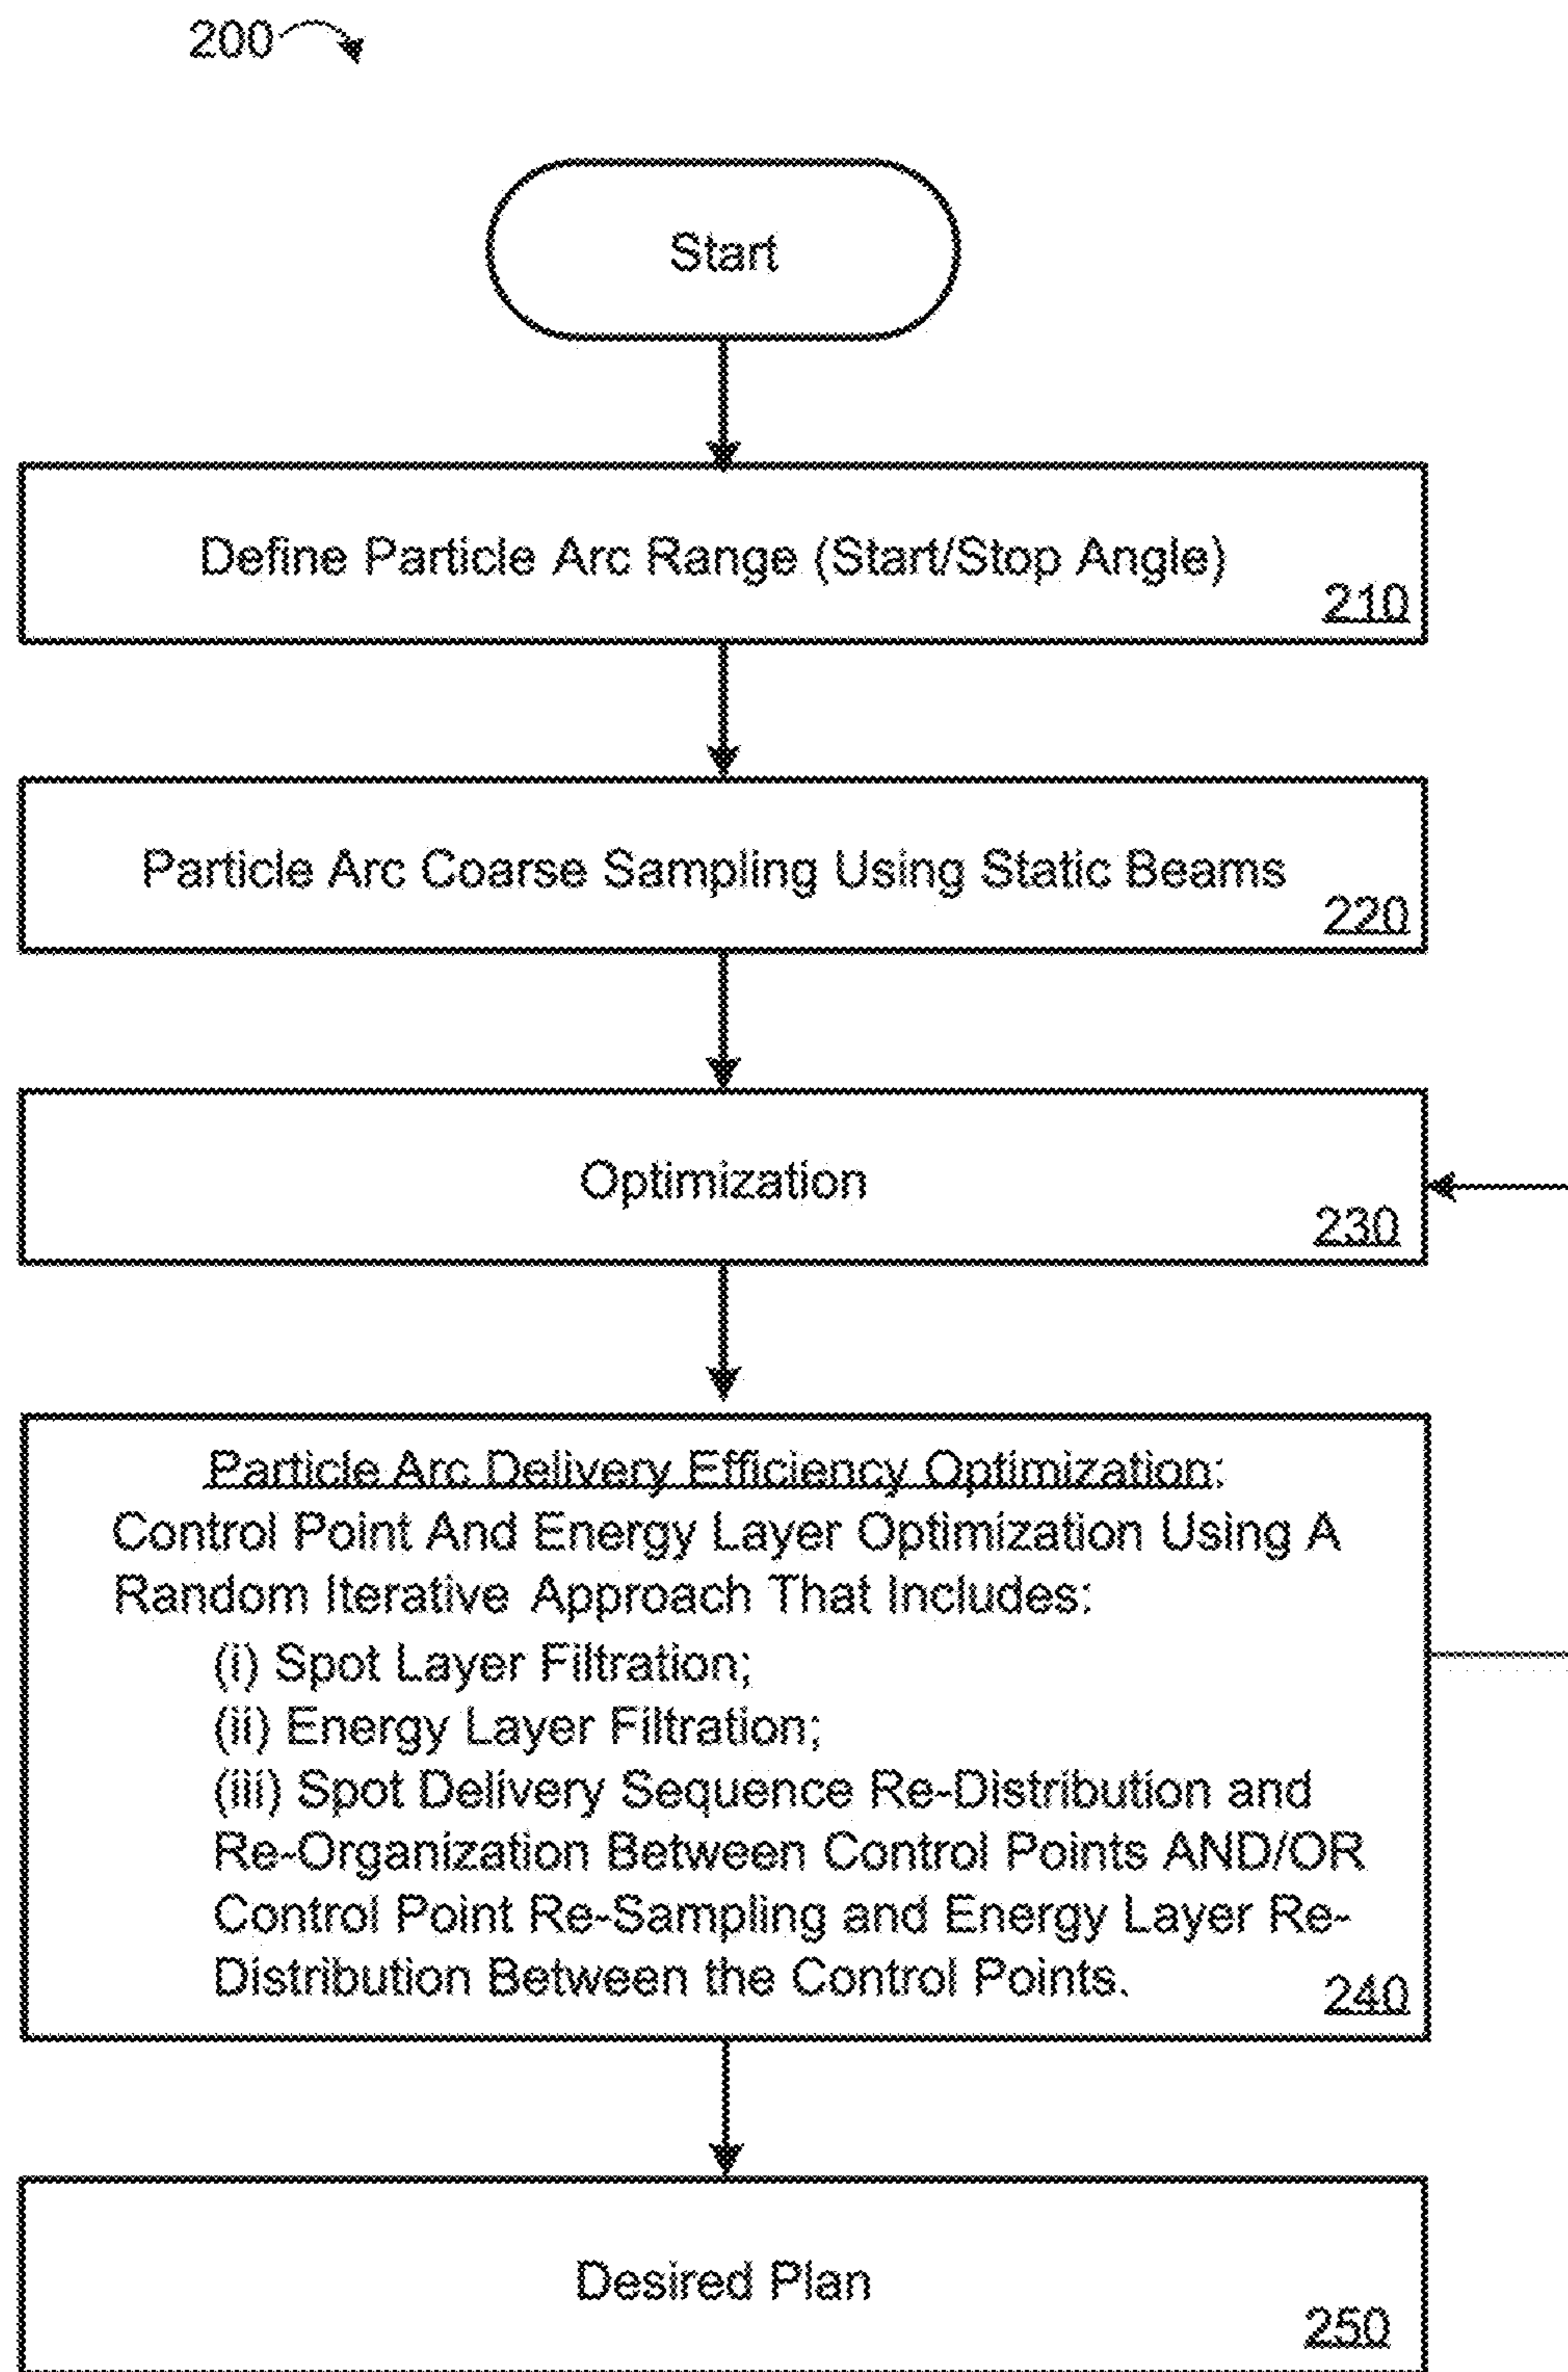 200
Start
Define Particle Arc Range (Start/Stop Angle)
210
Particle Arc Coarse Sampling Using Static Beams
220
Optimization
230
Particle Arc Delivery Efficiency Optimization:
Control Point And Energy Layer Optimization Using A
Random Iterative Approach That Includes:
(i) Spot Layer Filtration;
(ii) Energy Layer Filtration;
(iii) Spot Delivery Sequence Re-Distribution and
Re-Organization Between Control Points AND/OR
Control Point Re-Sampling and Energy Layer Re-
Distribution Between the Control Points.
240
Desired Plan
250